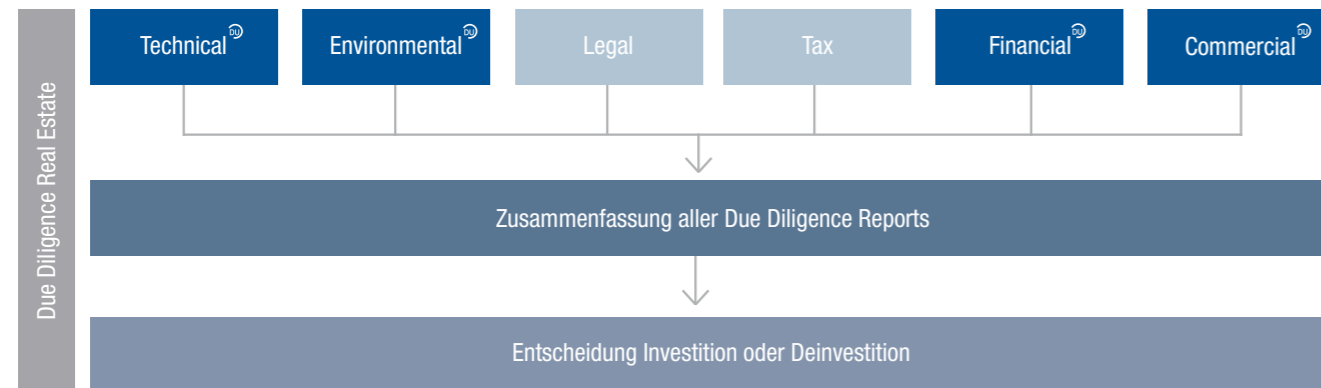 Due Diligence Real Estate
Technical
Environmental
Legal
Tax
Financial
Commercial
Zusammenfassung aller Due Diligence Reports
Entscheidung Investition oder Deinvestition